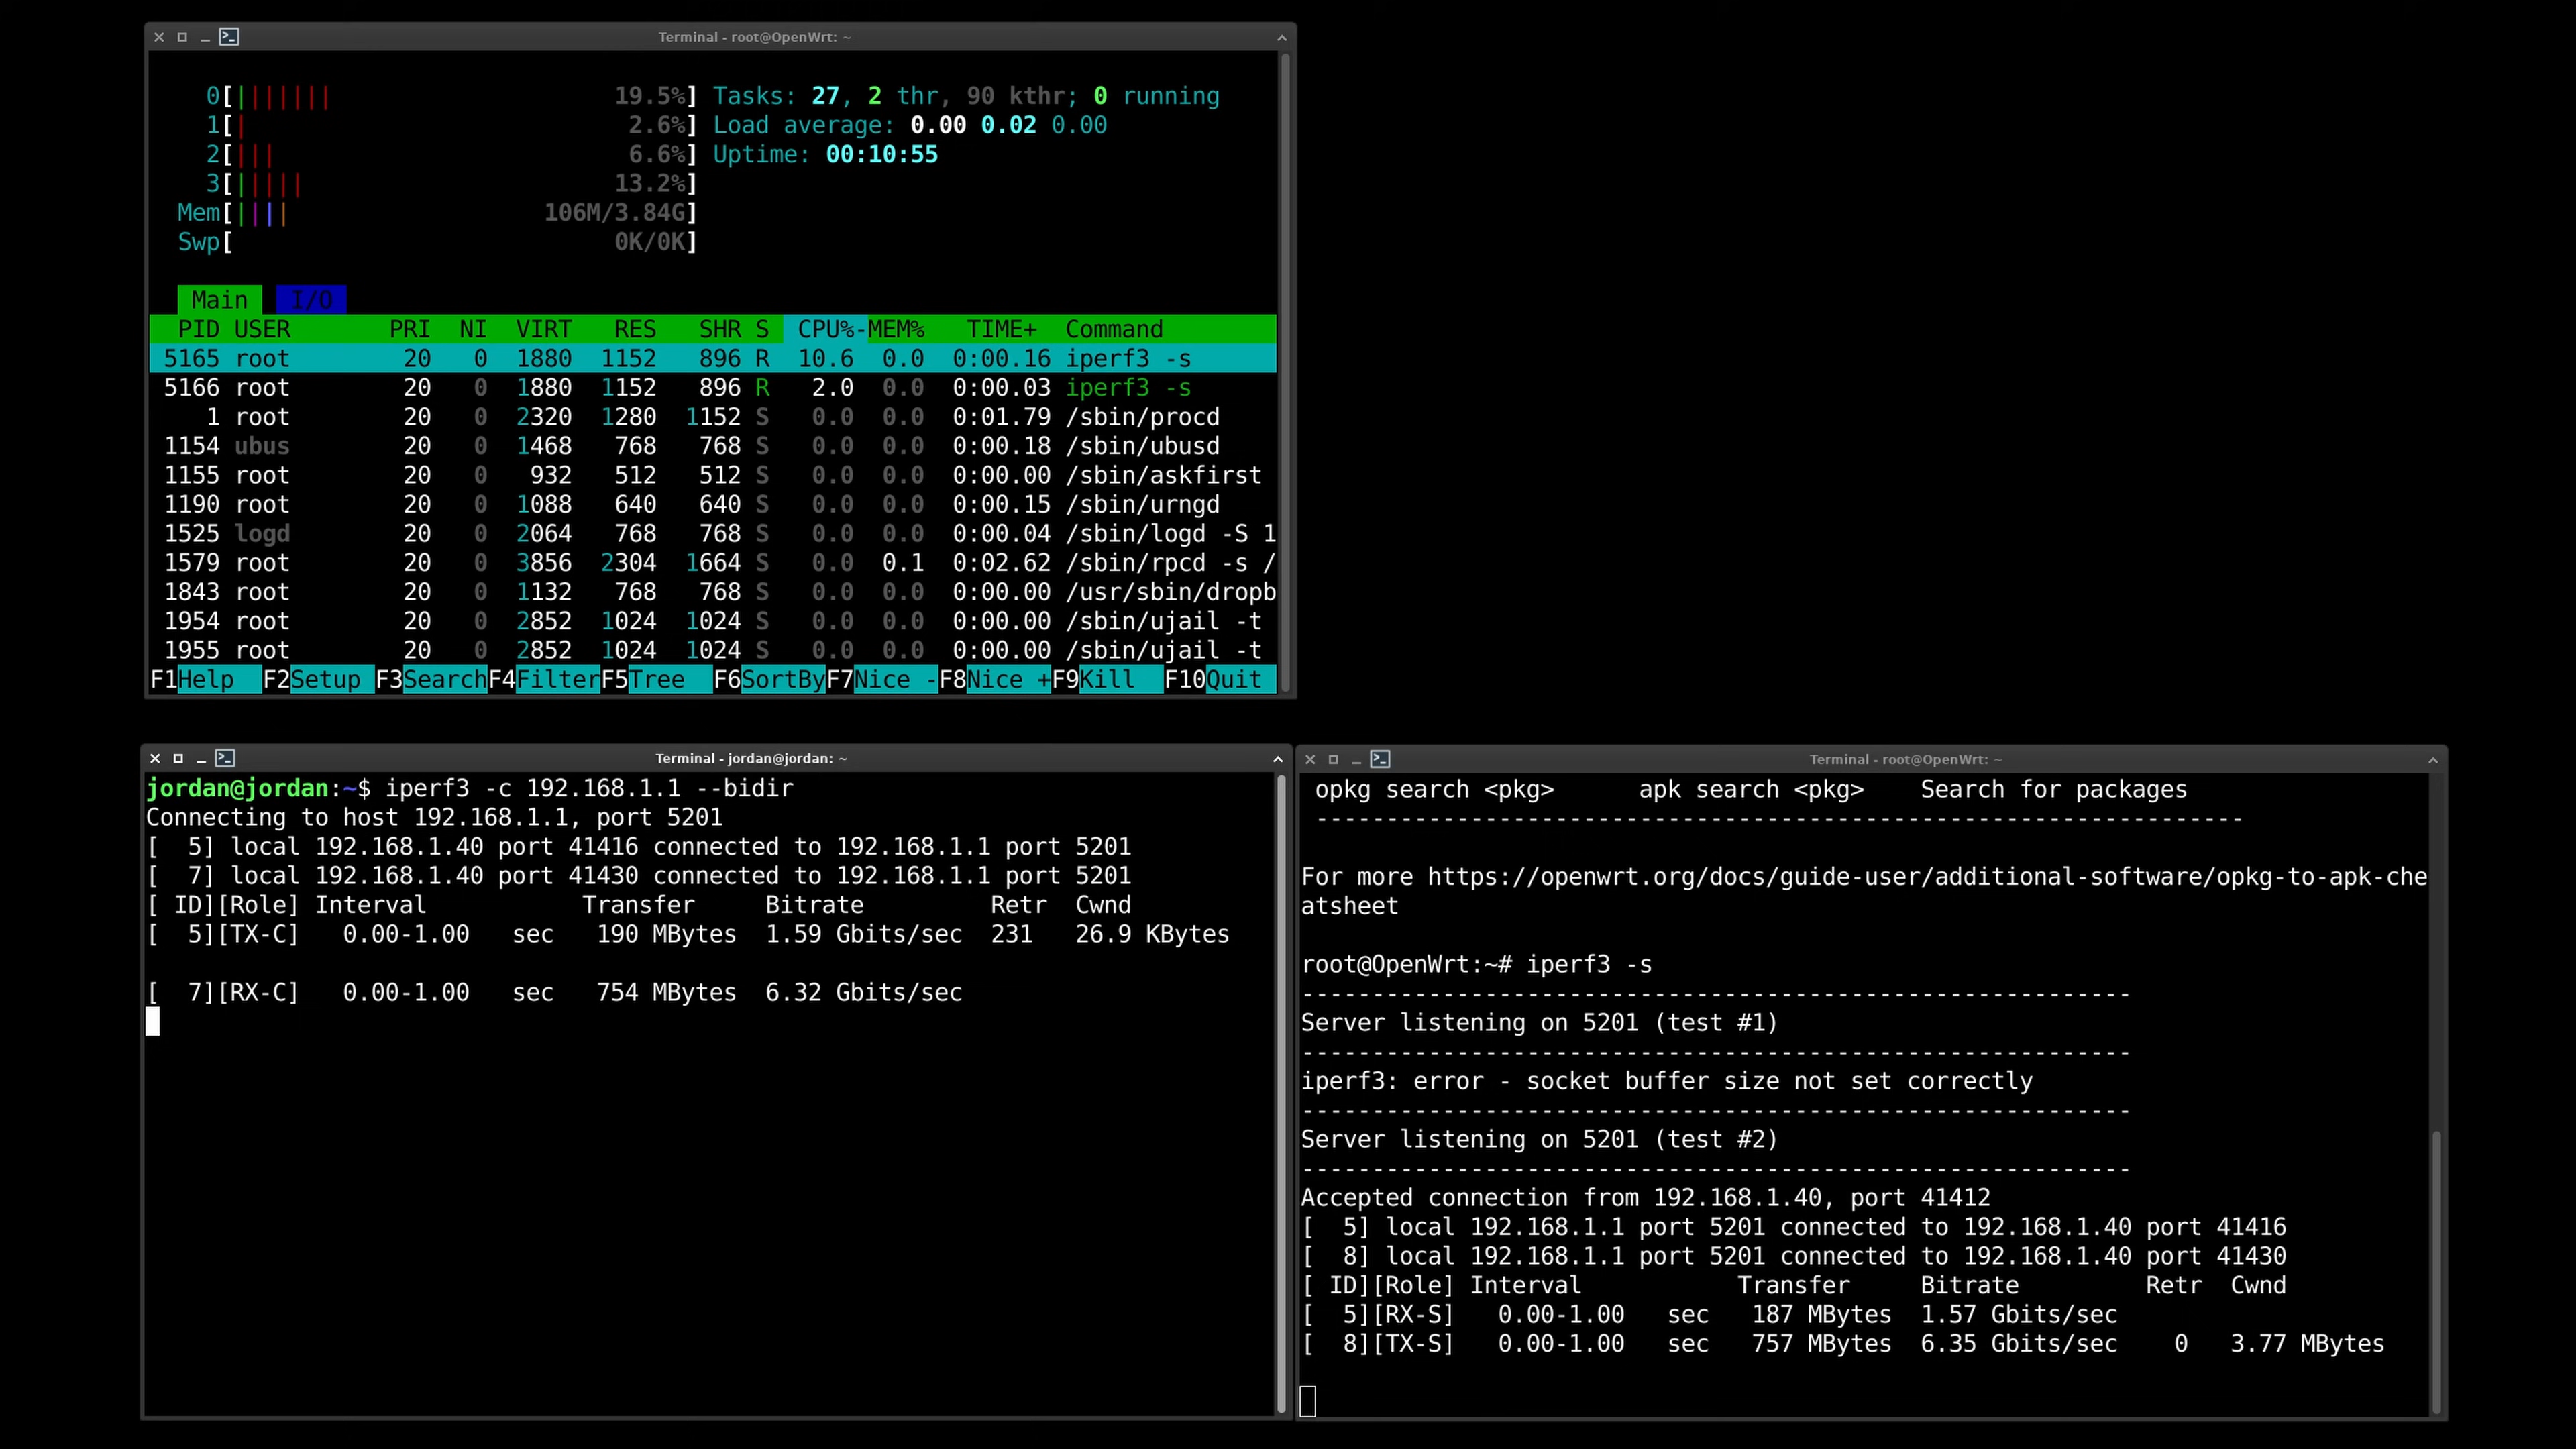 Terminal - root@OpenWrt: ~
0[||||||| 19.5%] Tasks: 27, 2 thr, 90 kthr; 0 running
1[| 2.6%] Load average: 0.00 0.02 0.00
2[||| 6.6%] Uptime: 00:10:55
3[||||| 13.2%]
Mem[|||| 106M/3.84G]
Swp[ 0K/0K]
Main I/O
PID USER PRI NI VIRT RES SHR S CPU%-MEM% TIME+ Command
5165 root 20 0 1880 1152 896 R 10.6 0.0 0:00.16 iperf3 -s
5166 root 20 0 1880 1152 896 R 2.0 0.0 0:00.03 iperf3 -s
1 root 20 0 2320 1280 1152 S 0.0 0.0 0:01.79 /sbin/procd
1154 ubus 20 0 1468 768 768 S 0.0 0.0 0:00.18 /sbin/ubusd
1155 root 20 0 932 512 512 S 0.0 0.0 0:00.00 /sbin/askfirst
1190 root 20 0 1088 640 640 S 0.0 0.0 0:00.15 /sbin/urngd
1525 logd 20 0 2064 768 768 S 0.0 0.0 0:00.04 /sbin/logd -S 1
1579 root 20 0 3856 2304 1664 S 0.0 0.1 0:02.62 /sbin/rpcd -s /
1843 root 20 0 1132 768 768 S 0.0 0.0 0:00.00 /usr/sbin/dropb
1954 root 20 0 2852 1024 1024 S 0.0 0.0 0:00.00 /sbin/ujail -t
1955 root 20 0 2852 1024 1024 S 0.0 0.0 0:00.00 /sbin/ujail -t
F1Help F2Setup F3SearchF4FilterF5Tree F6SortByF7Nice -F8Nice +F9Kill F10Quit
Terminal - jordan@jordan: ~
jordan@jordan:~$ iperf3 -c 192.168.1.1 --bidir
Connecting to host 192.168.1.1, port 5201
[ 5] local 192.168.1.40 port 41416 connected to 192.168.1.1 port 5201
[ 7] local 192.168.1.40 port 41430 connected to 192.168.1.1 port 5201
[ ID][Role] Interval Transfer Bitrate Retr Cwnd
[ 5][TX-C] 0.00-1.00 sec 190 MBytes 1.59 Gbits/sec 231 26.9 KBytes
[ 7][RX-C] 0.00-1.00 sec 754 MBytes 6.32 Gbits/sec
Terminal - root@OpenWrt: ~
opkg search <pkg> apk search <pkg> Search for packages
------------------------------------------------------------------
For more https://openwrt.org/docs/guide-user/additional-software/opkg-to-apk-che
atsheet
root@OpenWrt:~# iperf3 -s
-----------------------------------------------------------
Server listening on 5201 (test #1)
-----------------------------------------------------------
iperf3: error - socket buffer size not set correctly
-----------------------------------------------------------
Server listening on 5201 (test #2)
-----------------------------------------------------------
Accepted connection from 192.168.1.40, port 41412
[ 5] local 192.168.1.1 port 5201 connected to 192.168.1.40 port 41416
[ 8] local 192.168.1.1 port 5201 connected to 192.168.1.40 port 41430
[ ID][Role] Interval Transfer Bitrate Retr Cwnd
[ 5][RX-S] 0.00-1.00 sec 187 MBytes 1.57 Gbits/sec
[ 8][TX-S] 0.00-1.00 sec 757 MBytes 6.35 Gbits/sec 0 3.77 MBytes